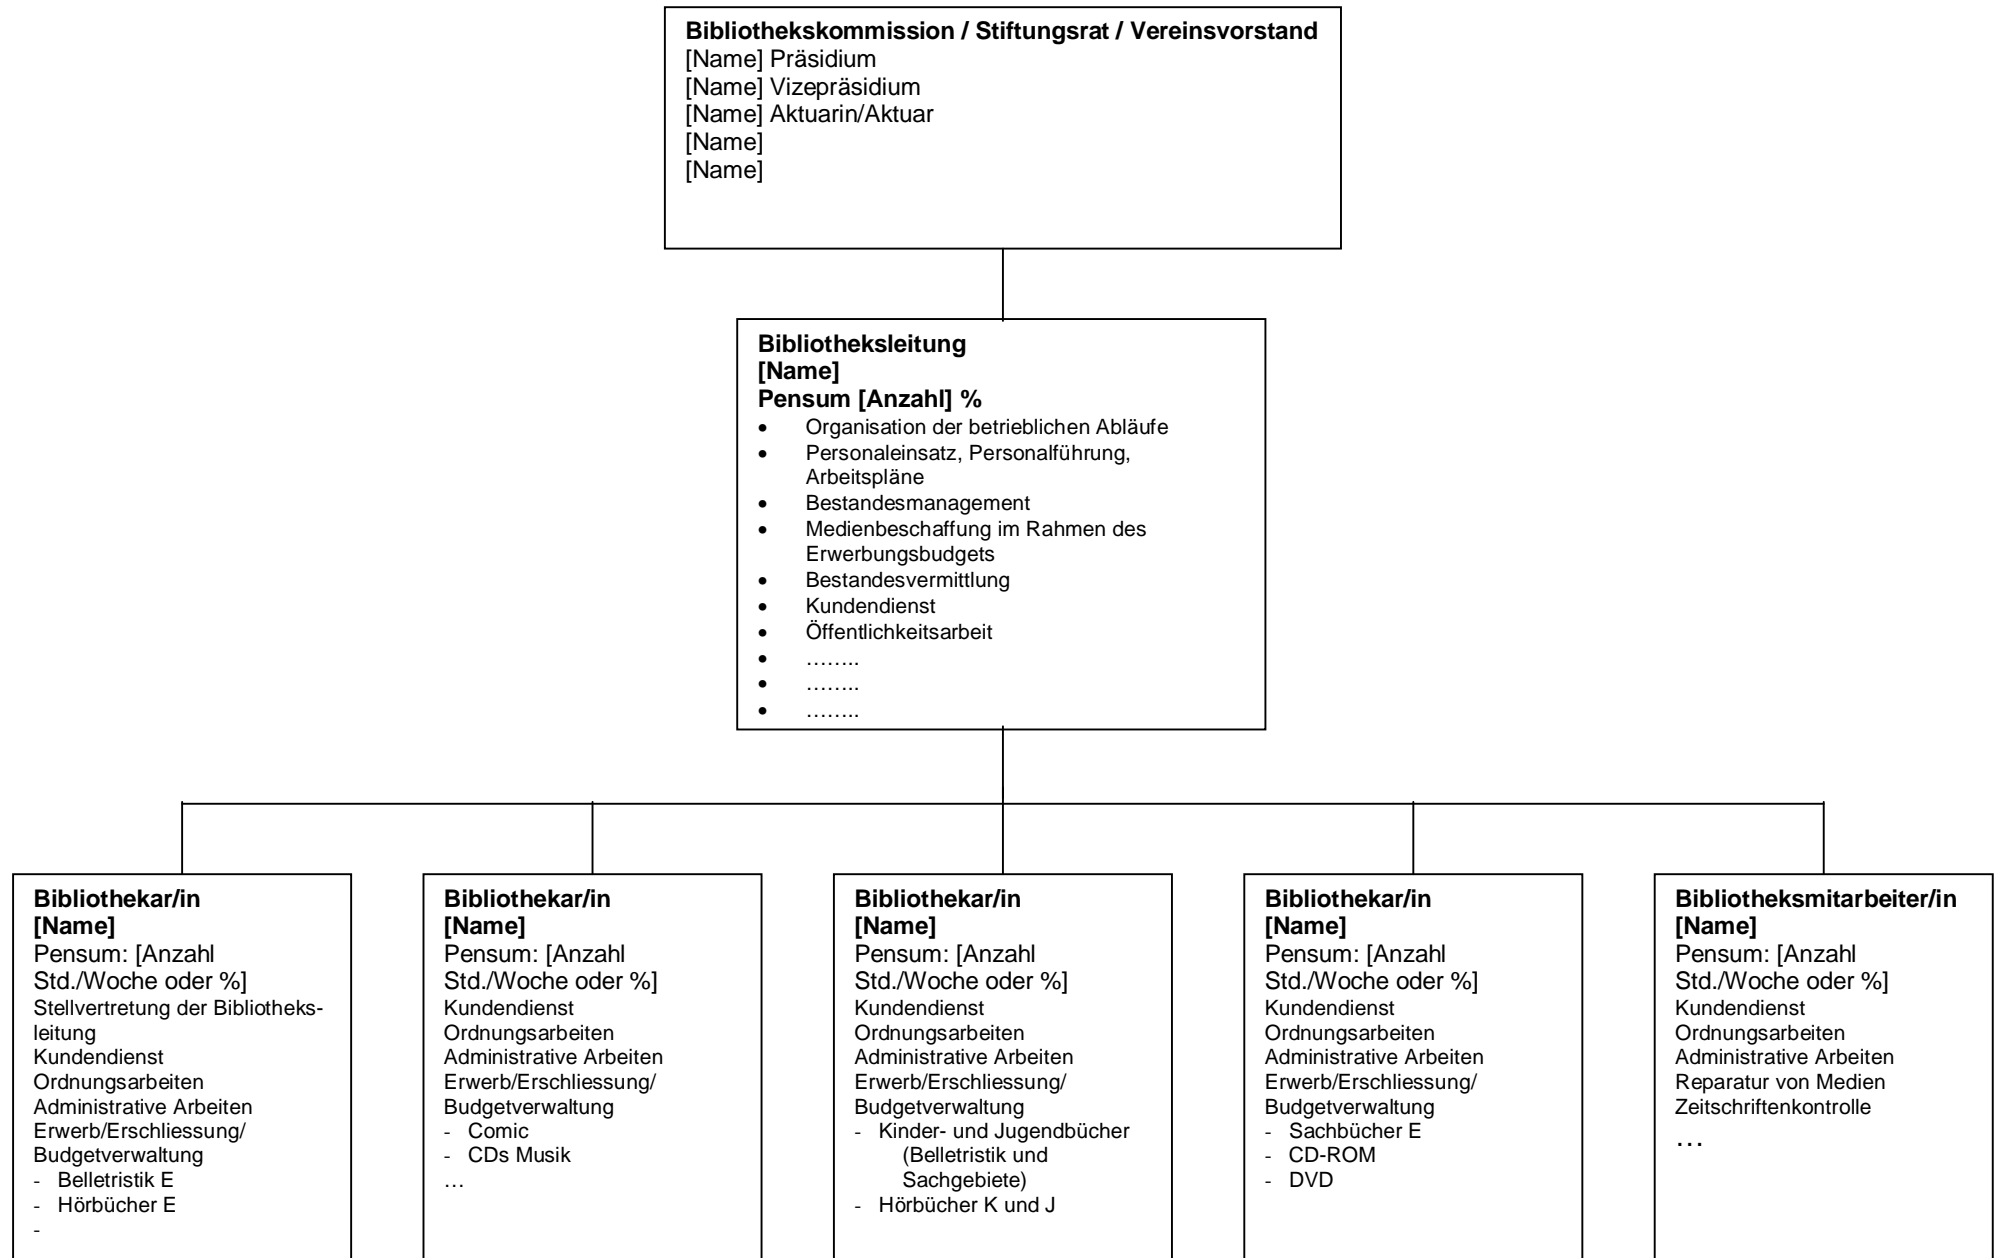 Bibliothekskommission / Stiftungsrat / Vereinsvorstand
[Name] Präsidium
[Name] Vizepräsidium
[Name] Aktuarin/Aktuar
[Name]
[Name]
Bibliotheksleitung
[Name]
Pensum [Anzahl] %
• Organisation der betrieblichen Abläufe
• Personaleinsatz, Personalführung,
Arbeitspläne
• Bestandesmanagement
• Medienbeschaffung im Rahmen des
Erwerbungsbudgets
• Bestandesvermittlung
• Kundendienst
• Öffentlichkeitsarbeit
• ……..
• ……..
• ……..
Bibliothekar/in
[Name]
Pensum: [Anzahl
Std./Woche oder %]
Stellvertretung der Bibliotheks-
leitung
Kundendienst
Ordnungsarbeiten
Administrative Arbeiten
Erwerb/Erschliessung/
Budgetverwaltung
- Belletristik E
- Hörbücher E
-
Bibliothekar/in
[Name]
Pensum: [Anzahl
Std./Woche oder %]
Kundendienst
Ordnungsarbeiten
Administrative Arbeiten
Erwerb/Erschliessung/
Budgetverwaltung
- Comic
- CDs Musik
…
Bibliothekar/in
[Name]
Pensum: [Anzahl
Std./Woche oder %]
Kundendienst
Ordnungsarbeiten
Administrative Arbeiten
Erwerb/Erschliessung/
Budgetverwaltung
- Kinder- und Jugendbücher
(Belletristik und
Sachgebiete)
- Hörbücher K und J
Bibliothekar/in
[Name]
Pensum: [Anzahl
Std./Woche oder %]
Kundendienst
Ordnungsarbeiten
Administrative Arbeiten
Erwerb/Erschliessung/
Budgetverwaltung
- Sachbücher E
- CD-ROM
- DVD
Bibliotheksmitarbeiter/in
[Name]
Pensum: [Anzahl
Std./Woche oder %]
Kundendienst
Ordnungsarbeiten
Administrative Arbeiten
Reparatur von Medien
Zeitschriftenkontrolle
…